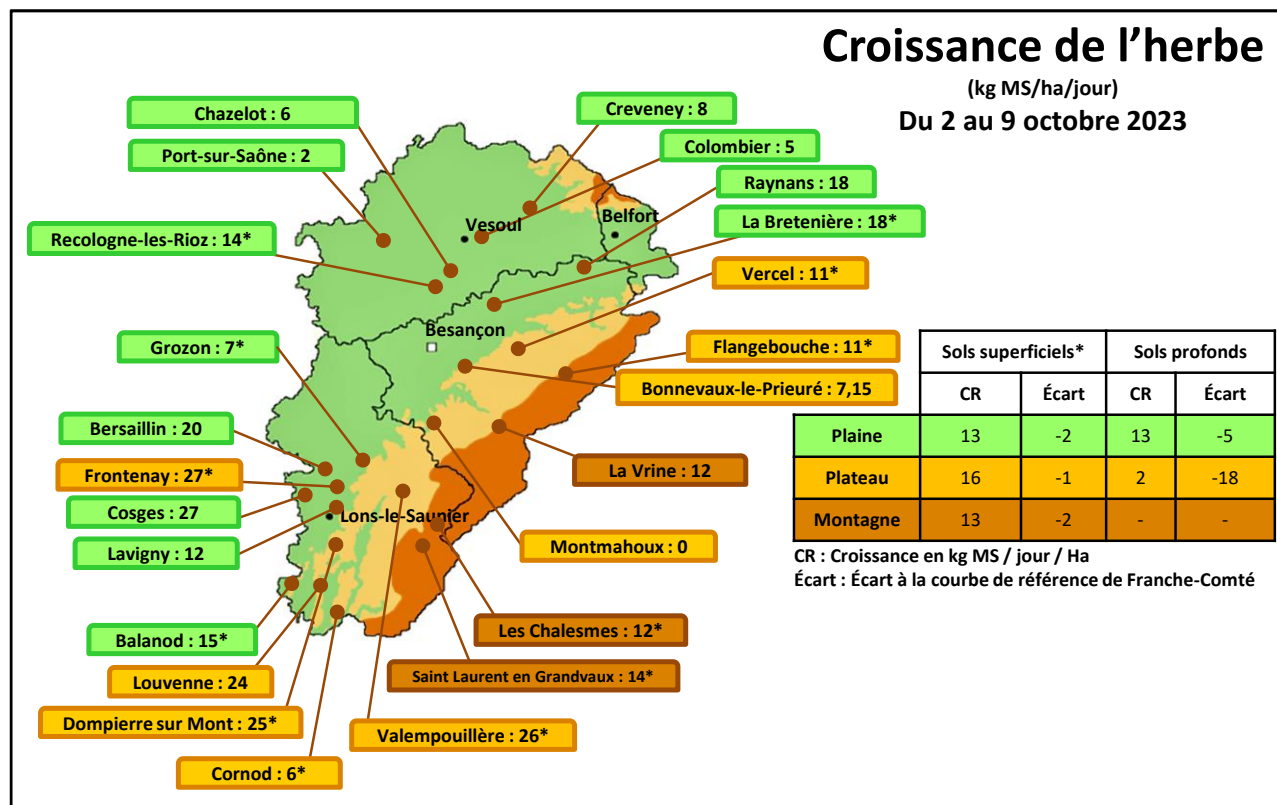 Croissance de l’herbe
(kg MS/ha/jour)
Du 2 au 9 octobre 2023
Chazelot : 6
Creveney : 8
Port-sur-Saône : 2
Colombier : 5
Raynans : 18
Recologne-les-Rioz : 14*
La Bretenière : 18*
Vesoul
Belfort
Vercel : 11*
Besançon
Grozon : 7*
Flangebouche : 11*
Bonnevaux-le-Prieuré : 7,15
Bersaillin : 20
Frontenay : 27*
La Vrine : 12
Cosges : 27
Lons-le-Saunier
Lavigny : 12
Montmahoux : 0
Balanod : 15*
Les Chalesmes : 12*
Louvenne : 24
Saint Laurent en Grandvaux : 14*
Dompierre sur Mont : 25*
Valempouillère : 26*
Cornod : 6*
Sols superficiels* Sols profonds
CR Écart CR Écart
Plaine 13 -2 13 -5
Plateau 16 -1 2 -18
Montagne 13 -2 - -
CR : Croissance en kg MS / jour / Ha
Écart : Écart à la courbe de référence de Franche-Comté